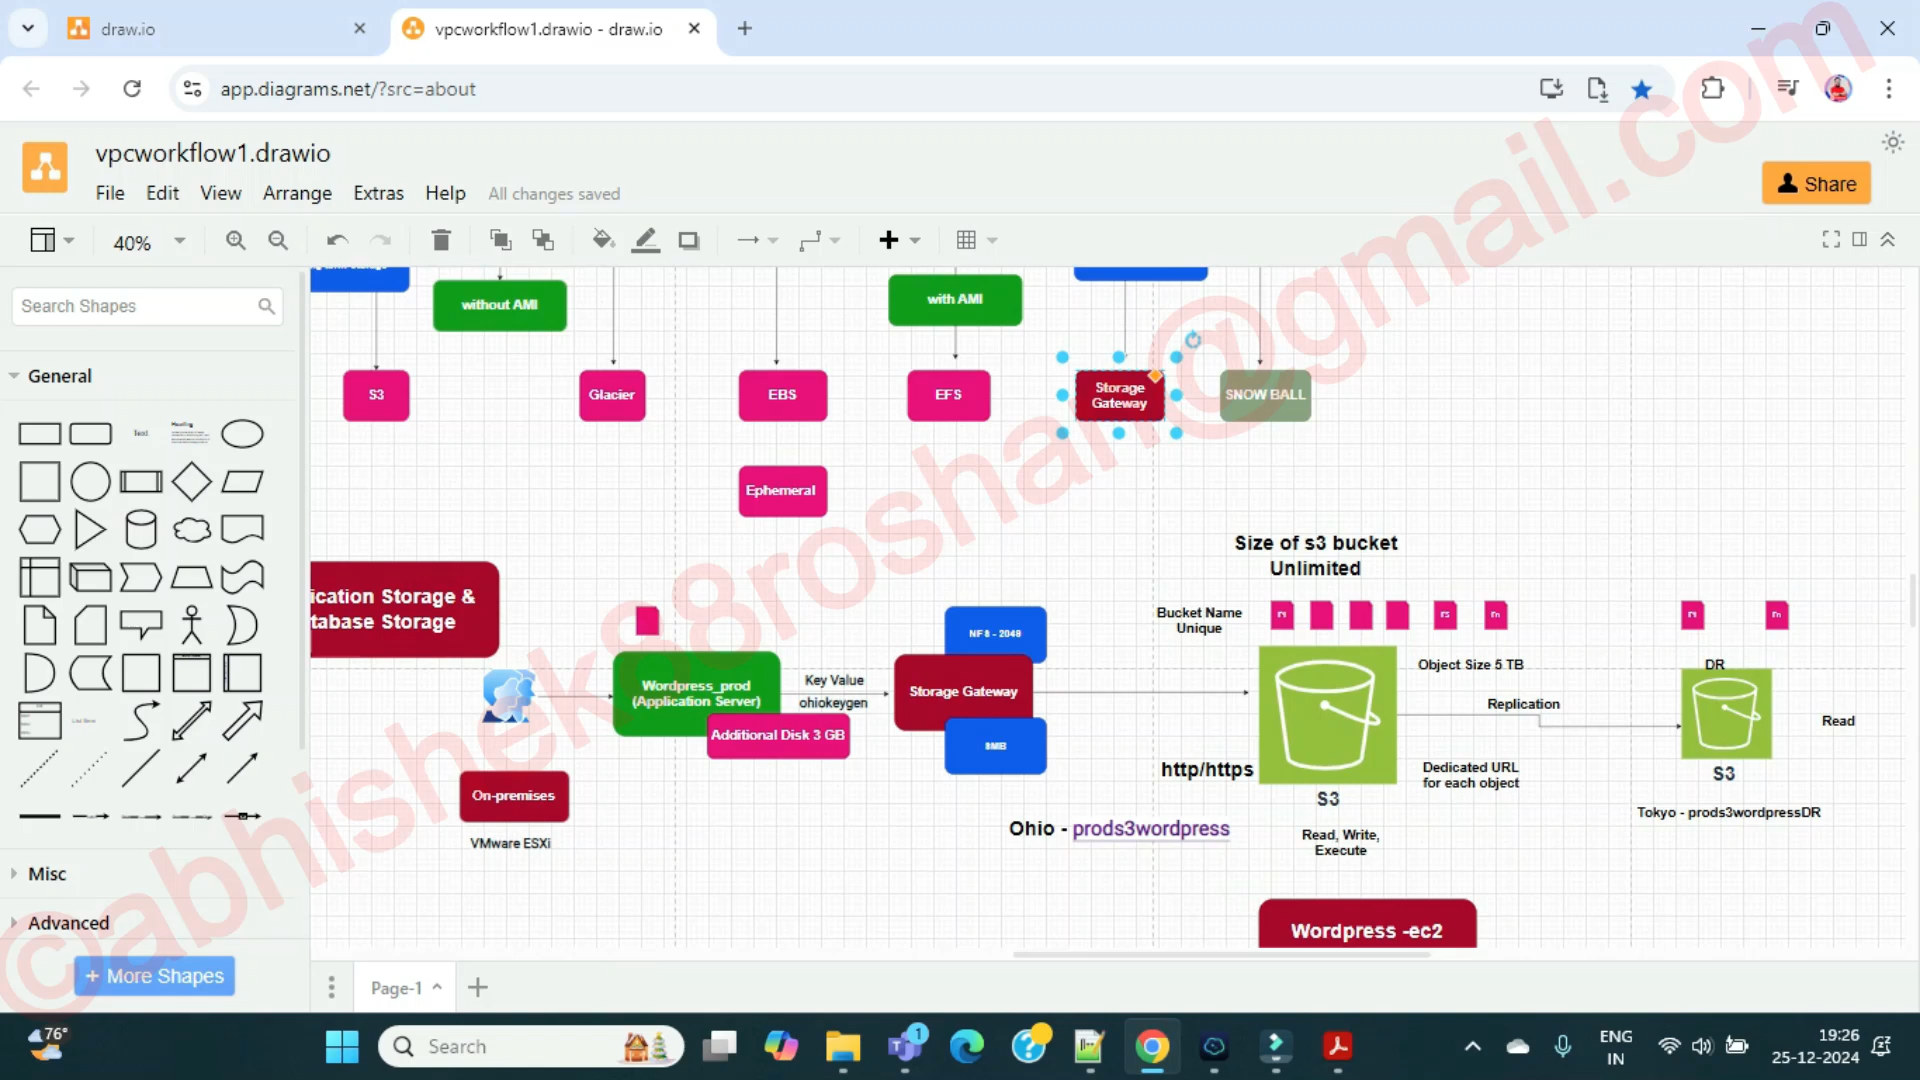 draw.io
vpcworkflow1.drawio - draw.io
app.diagrams.net/?src=about
vpcworkflow1.drawio
File Edit View Arrange Extras Help All changes saved
Share
40%
Search Shapes
General
Text
Heading
Misc
Advanced
+ More Shapes
without AMI
with AMI
S3
Glacier
EBS
EFS
Storage
Gateway
SNOW BALL
Ephemeral
ication Storage &
tabase Storage
Size of s3 bucket
Unlimited
Bucket Name
Unique
Wordpress_prod
(Application Server)
Additional Disk 3 GB
Key Value
ohiokeygen
Storage Gateway
On-premises
VMware ESXi
Object Size 5 TB
Replication
Dedicated URL
for each object
http/https
S3
Read, Write,
Execute
Ohio - prods3wordpress
DR
Read
S3
Tokyo - prods3wordpressDR
Wordpress -ec2
Page-1
©abhishek88roshan@gmail.com
76°
Search
1
ENG
IN
19:26
25-12-2024